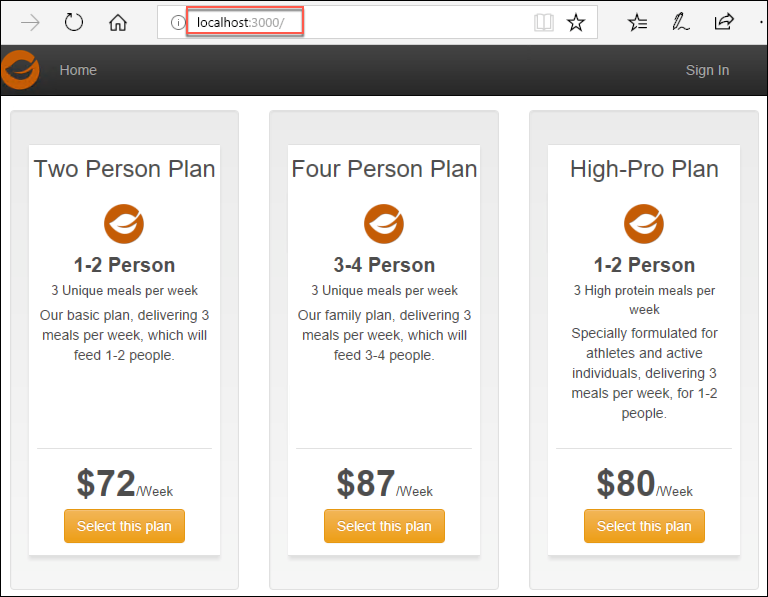 localhost:3000/
Home
Sign In
Two Person Plan
1-2 Person
3 Unique meals per week
Our basic plan, delivering 3
meals per week, which will
feed 1-2 people.
$72/Week
Select this plan
Four Person Plan
3-4 Person
3 Unique meals per week
Our family plan, delivering 3
meals per week, which will
feed 3-4 people.
$87/Week
Select this plan
High-Pro Plan
1-2 Person
3 High protein meals per
week
Specially formulated for
athletes and active
individuals, delivering 3
meals per week, for 1-2
people.
$80/Week
Select this plan